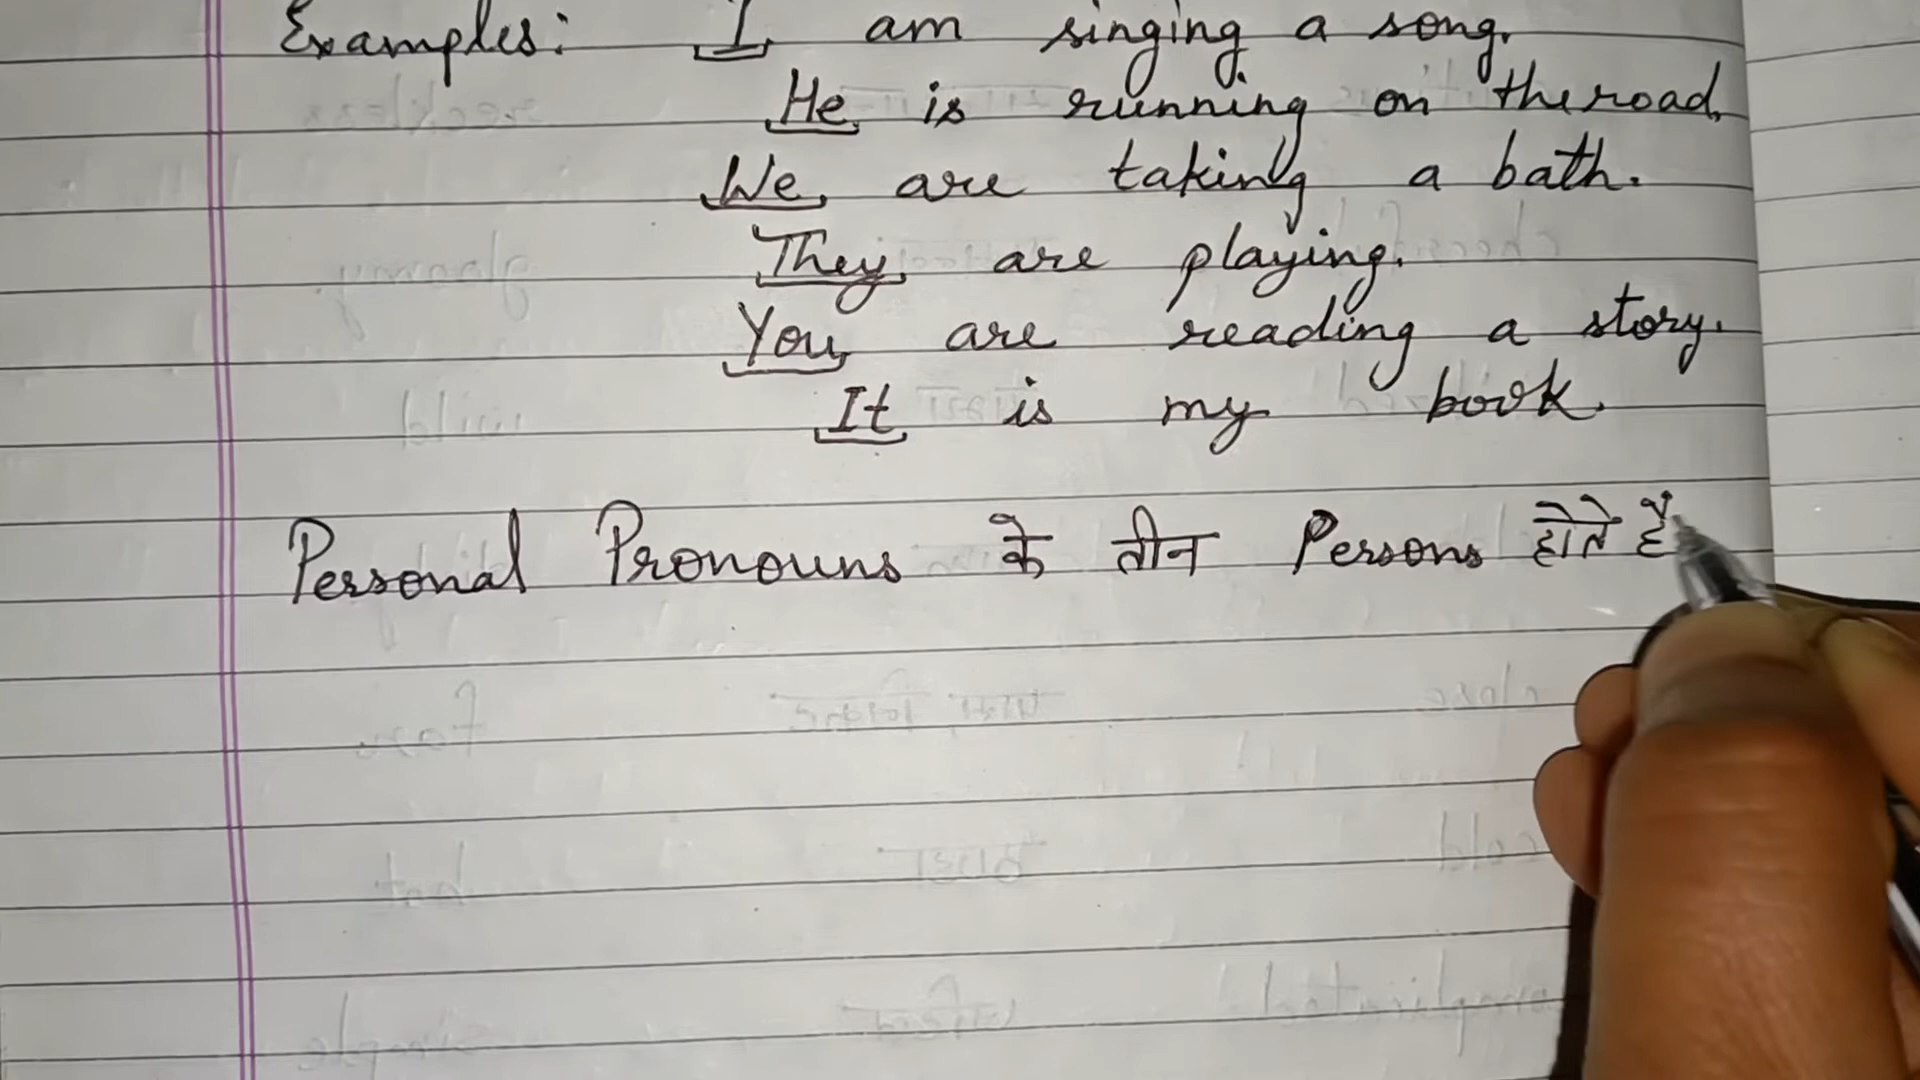 Examples: I am singing a song.
He is running on the road.
We are taking a bath.
They are playing.
You are reading a story.
It is my book.
Personal Pronouns के तीन Persons होते हैं